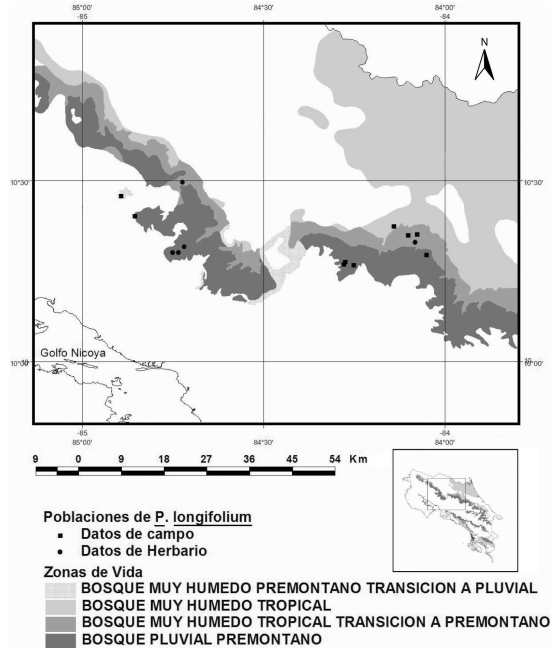 85°00' 84°30' 84°00'
-85 -84
N
10°30' 10°30'
Golfo Nicoya
10°00' 10°00'
-85 -84
85°00' 84°30' 84°00'
9 0 9 18 27 36 45 54 Km
Poblaciones de P. longifolium
Datos de campo
Datos de Herbario
Zonas de Vida
BOSQUE MUY HUMEDO PREMONTANO TRANSICION A PLUVIAL
BOSQUE MUY HUMEDO TROPICAL
BOSQUE MUY HUMEDO TROPICAL TRANSICION A PREMONTANO
BOSQUE PLUVIAL PREMONTANO